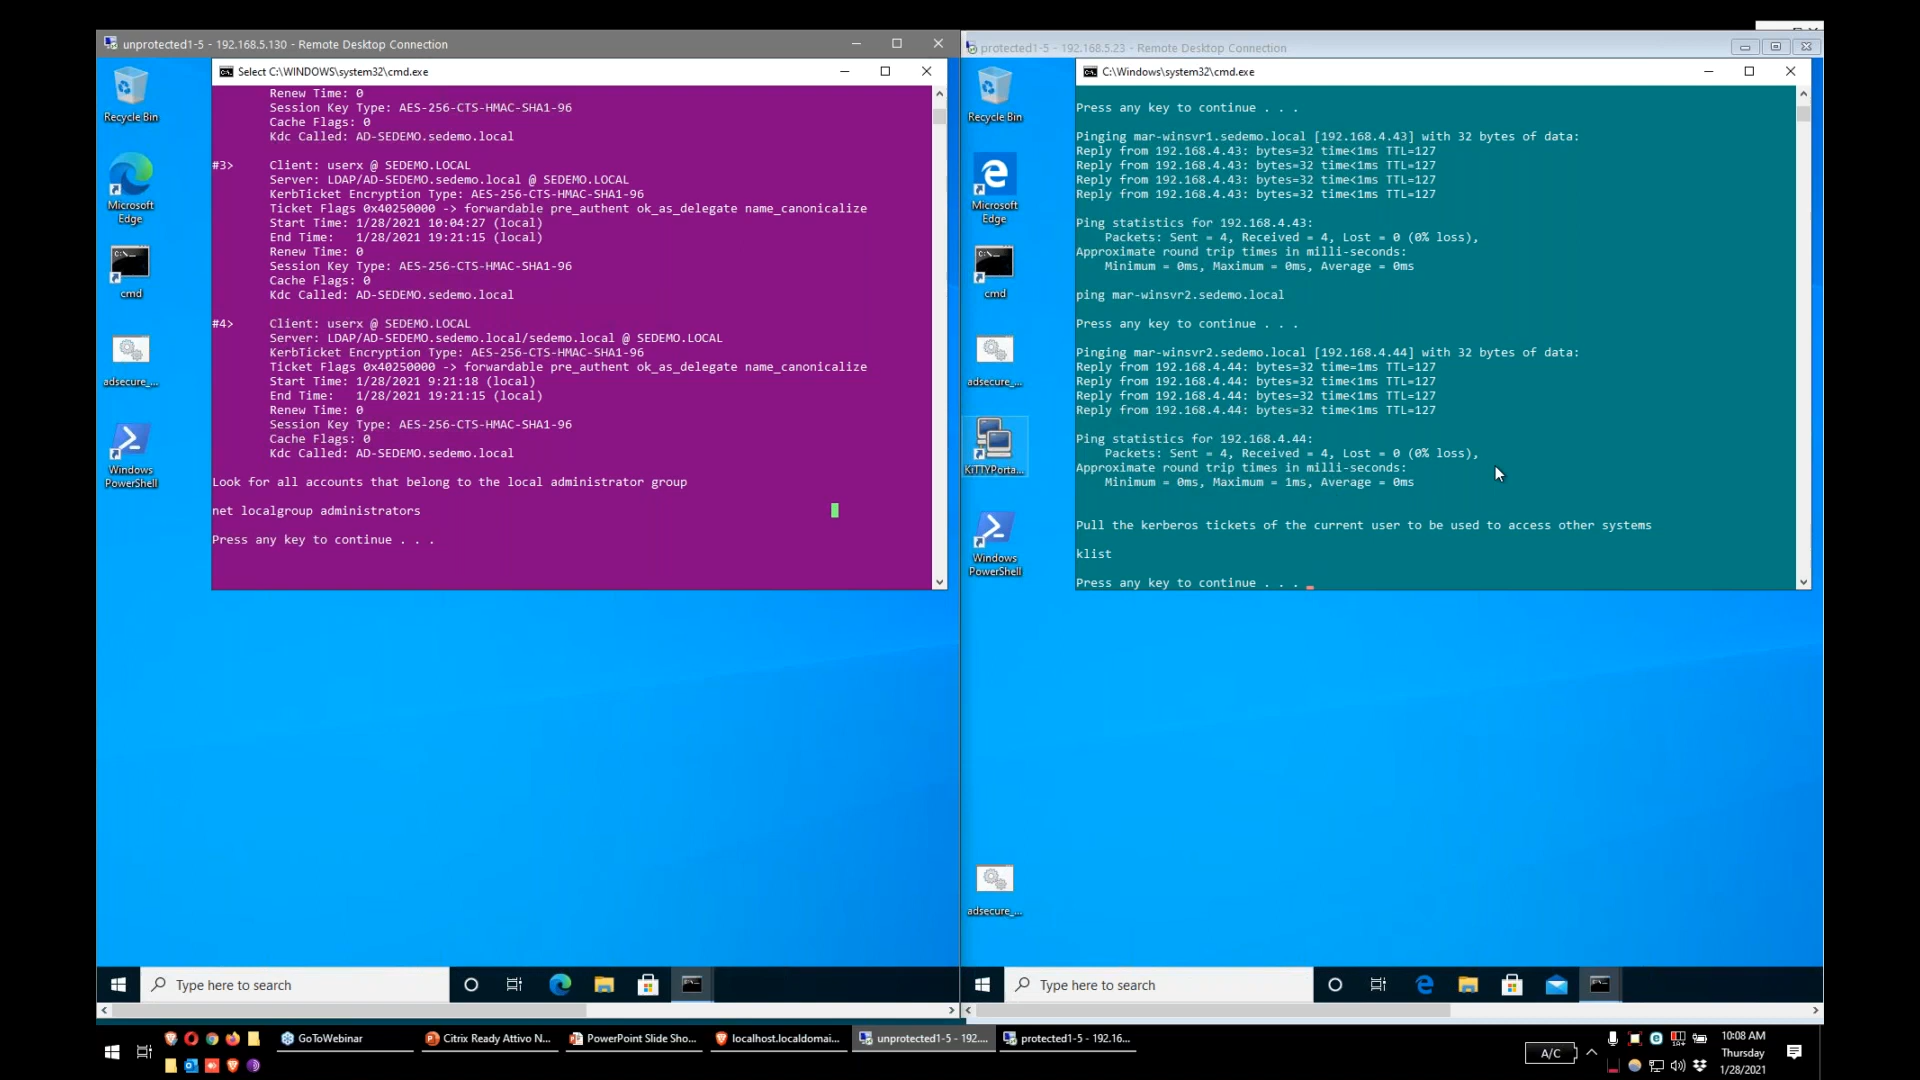 unprotected1-5 - 192.168.5.130 - Remote Desktop Connection
Recycle Bin
Microsoft
Edge
cmd
adsecure_...
Windows
PowerShell
Select C:\WINDOWS\system32\cmd.exe
Renew Time: 0
Session Key Type: AES-256-CTS-HMAC-SHA1-96
Cache Flags: 0
Kdc Called: AD-SEDEMO.sedemo.local
#3> Client: userx @ SEDEMO.LOCAL
Server: LDAP/AD-SEDEMO.sedemo.local @ SEDEMO.LOCAL
KerbTicket Encryption Type: AES-256-CTS-HMAC-SHA1-96
Ticket Flags 0x40250000 -> forwardable pre_authent ok_as_delegate name_canonicalize
Start Time: 1/28/2021 10:04:27 (local)
End Time: 1/28/2021 19:21:15 (local)
Renew Time: 0
Session Key Type: AES-256-CTS-HMAC-SHA1-96
Cache Flags: 0
Kdc Called: AD-SEDEMO.sedemo.local
#4> Client: userx @ SEDEMO.LOCAL
Server: LDAP/AD-SEDEMO.sedemo.local/sedemo.local @ SEDEMO.LOCAL
KerbTicket Encryption Type: AES-256-CTS-HMAC-SHA1-96
Ticket Flags 0x40250000 -> forwardable pre_authent ok_as_delegate name_canonicalize
Start Time: 1/28/2021 9:21:18 (local)
End Time: 1/28/2021 19:21:15 (local)
Renew Time: 0
Session Key Type: AES-256-CTS-HMAC-SHA1-96
Cache Flags: 0
Kdc Called: AD-SEDEMO.sedemo.local
Look for all accounts that belong to the local administrator group
net localgroup administrators
Press any key to continue . . .
Type here to search
protected1-5 - 192.168.5.23 - Remote Desktop Connection
Recycle Bin
Microsoft
Edge
cmd
adsecure_...
KiTTYPorta...
Windows
PowerShell
adsecure_...
C:\Windows\system32\cmd.exe
Press any key to continue . . .
Pinging mar-winsvr1.sedemo.local [192.168.4.43] with 32 bytes of data:
Reply from 192.168.4.43: bytes=32 time<1ms TTL=127
Reply from 192.168.4.43: bytes=32 time<1ms TTL=127
Reply from 192.168.4.43: bytes=32 time<1ms TTL=127
Reply from 192.168.4.43: bytes=32 time<1ms TTL=127
Ping statistics for 192.168.4.43:
Packets: Sent = 4, Received = 4, Lost = 0 (0% loss),
Approximate round trip times in milli-seconds:
Minimum = 0ms, Maximum = 0ms, Average = 0ms
ping mar-winsvr2.sedemo.local
Press any key to continue . . .
Pinging mar-winsvr2.sedemo.local [192.168.4.44] with 32 bytes of data:
Reply from 192.168.4.44: bytes=32 time=1ms TTL=127
Reply from 192.168.4.44: bytes=32 time<1ms TTL=127
Reply from 192.168.4.44: bytes=32 time<1ms TTL=127
Reply from 192.168.4.44: bytes=32 time<1ms TTL=127
Ping statistics for 192.168.4.44:
Packets: Sent = 4, Received = 4, Lost = 0 (0% loss),
Approximate round trip times in milli-seconds:
Minimum = 0ms, Maximum = 1ms, Average = 0ms
Pull the kerberos tickets of the current user to be used to access other systems
klist
Press any key to continue . . .
Type here to search
GoToWebinar
Citrix Ready Attivo N...
PowerPoint Slide Sho...
localhost.localdomai...
unprotected1-5 - 192....
protected1-5 - 192.16...
A/C
10:08 AM
Thursday
1/28/2021